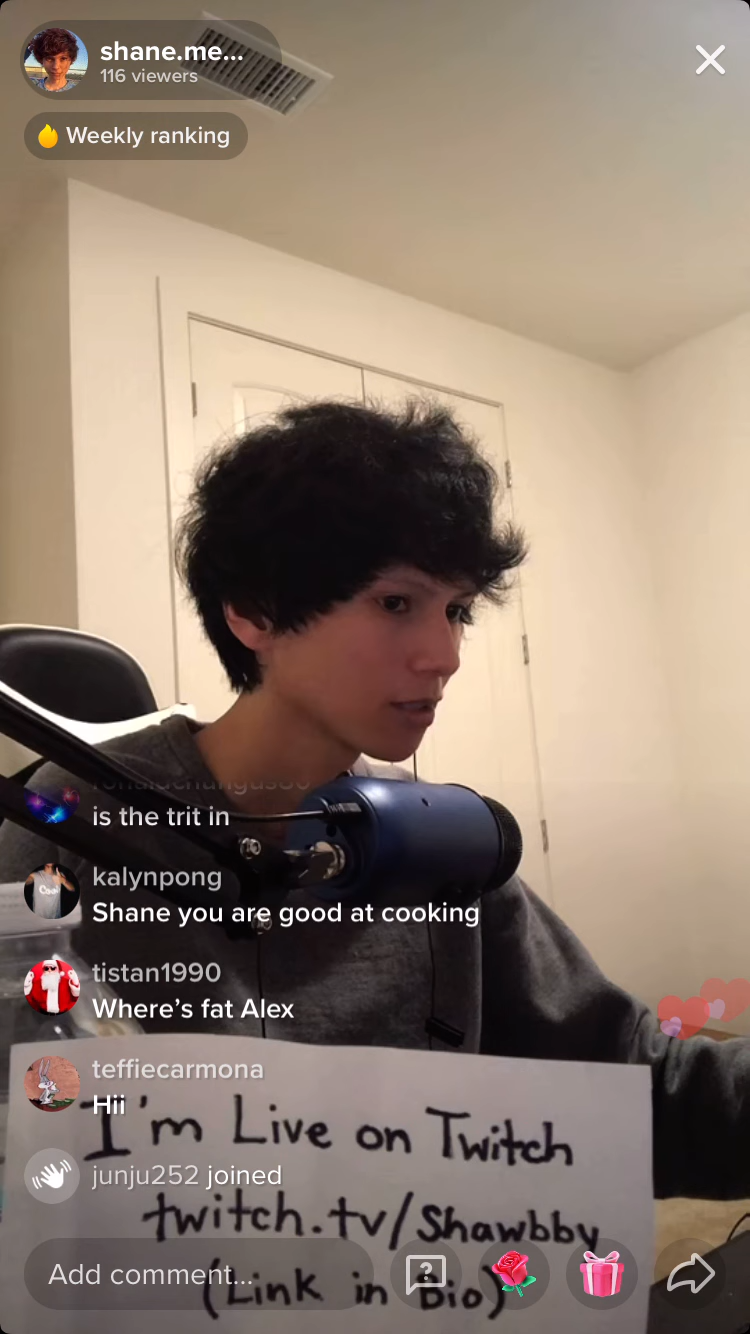 shane.me...
116 viewers
Weekly ranking
is the trit in
kalynpong
Shane you are good at cooking
tistan1990
Where's fat Alex
teffiecarmona
Hii
I'm Live on Twitch
junju252 joined
twitch.tv/Shawbby
Add comment...
(Link in Bio)